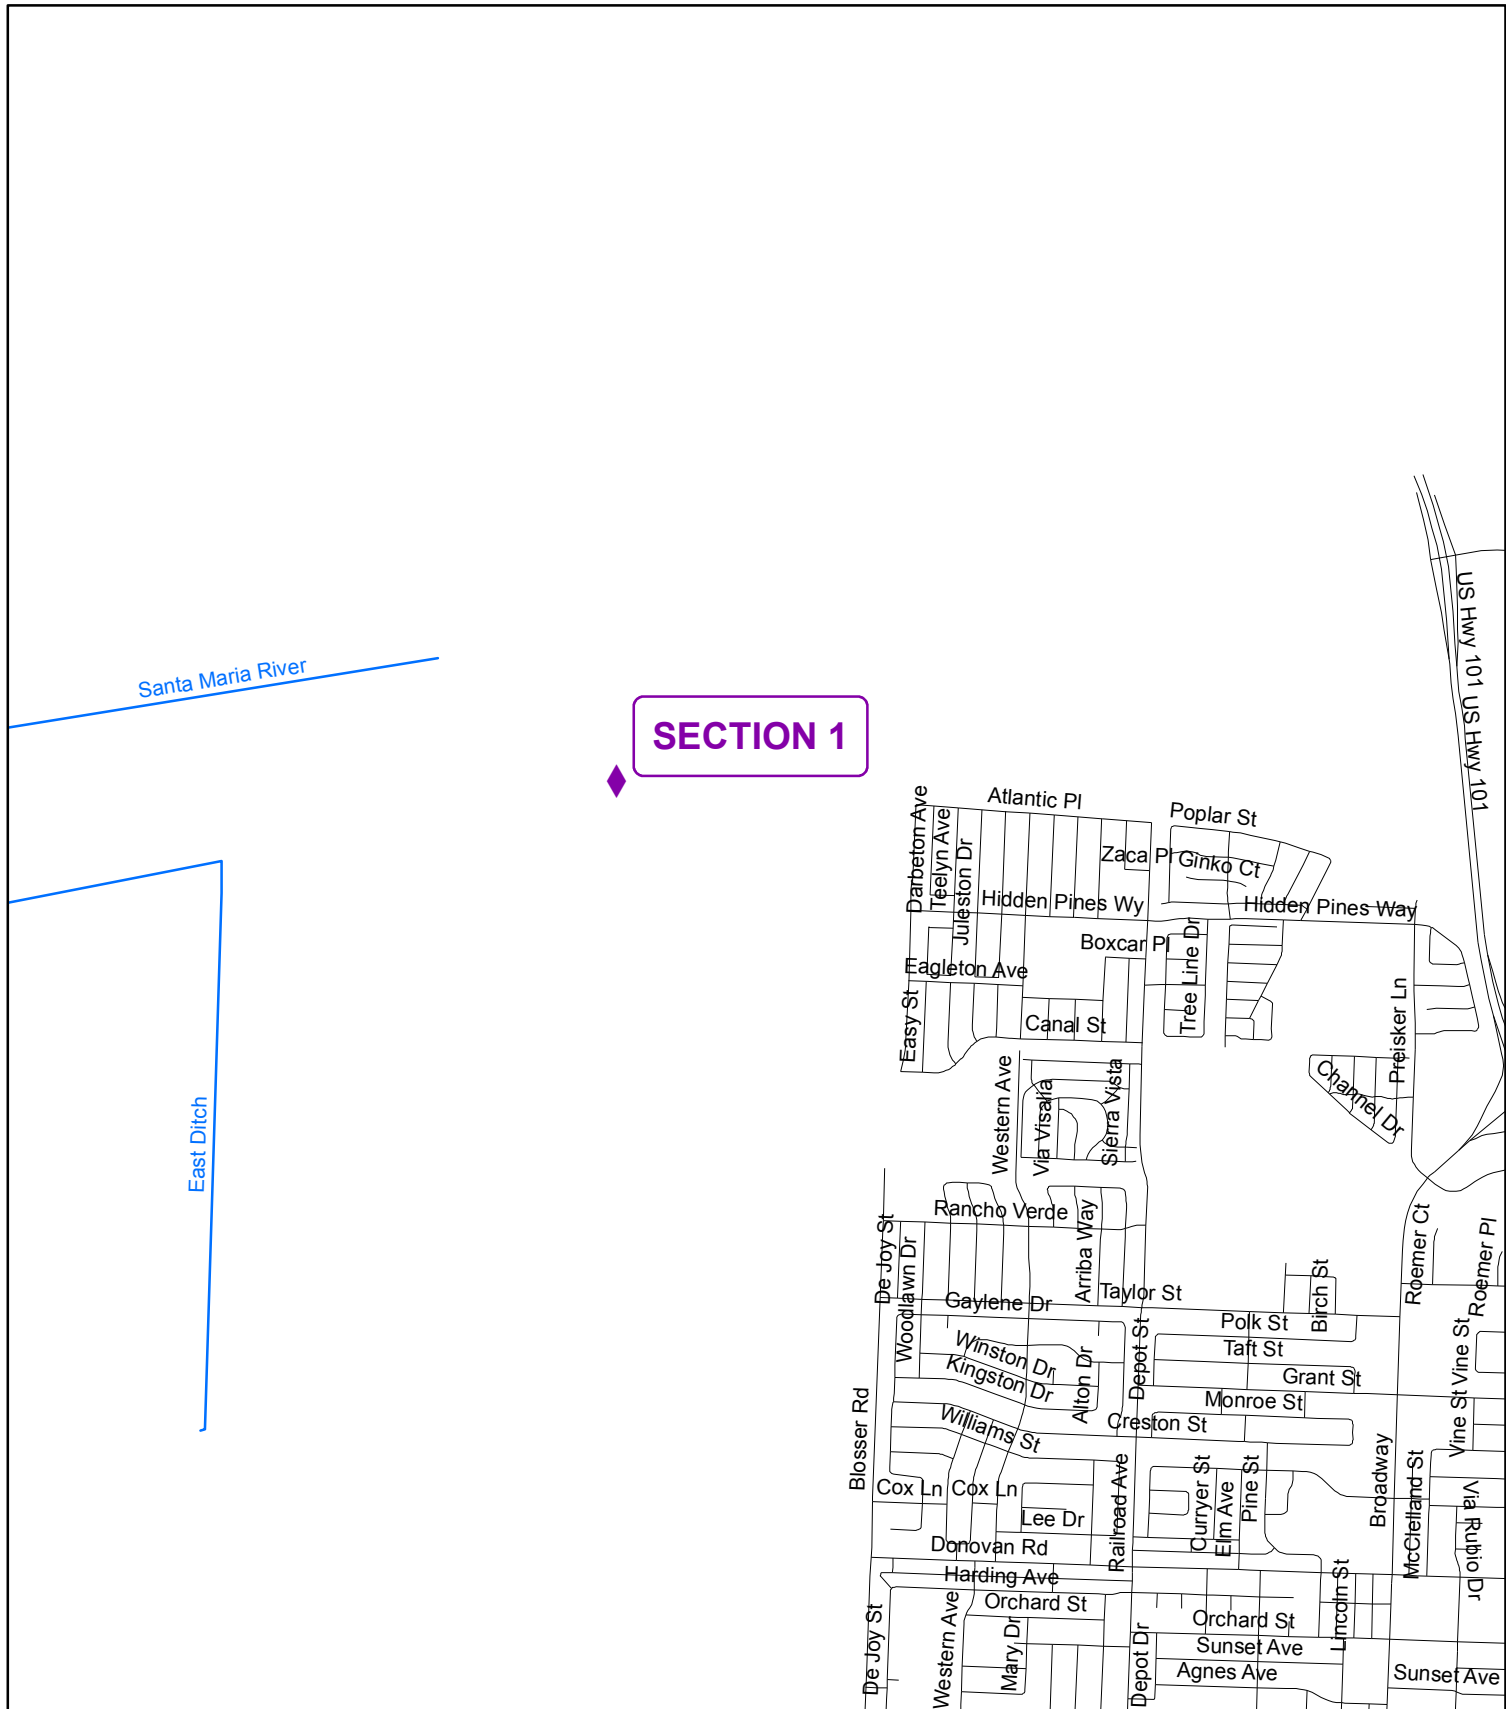 US Hwy 101
US Hwy 101
Santa Maria River
SECTION 1
Atlantic Pl
Poplar St
Darbeton Ave
Teelyn Ave
Juleston Dr
Zaca Pl
Ginko Ct
Hidden Pines Wy
Hidden Pines Way
Boxcar Pl
Tree Line Dr
Eagleton Ave
Easy St
Canal St
Preisker Ln
Channel Dr
Western Ave
Via Visalia
Sierra Vista
East Ditch
Rancho Verde
De Joy St
Woodlawn Dr
Arriba Way
Roemer Ct
Roemer Pl
Gaylene Dr
Taylor St
Birch St
Polk St
Winston Dr
Taft St
Kingston Dr
Alton Dr
Depot St
Grant St
Vine St
Vine St
Monroe St
Williams St
Creston St
Blosser Rd
Cox Ln
Cox Ln
Lee Dr
Railroad Ave
Curryer St
Elm Ave
Pine St
Broadway
McClelland St
Via Rubio Dr
Donovan Rd
Harding Ave
Orchard St
Orchard St
Lincoln St
De Joy St
Western Ave
Mary Dr
Depot Dr
Sunset Ave
Agnes Ave
Sunset Ave